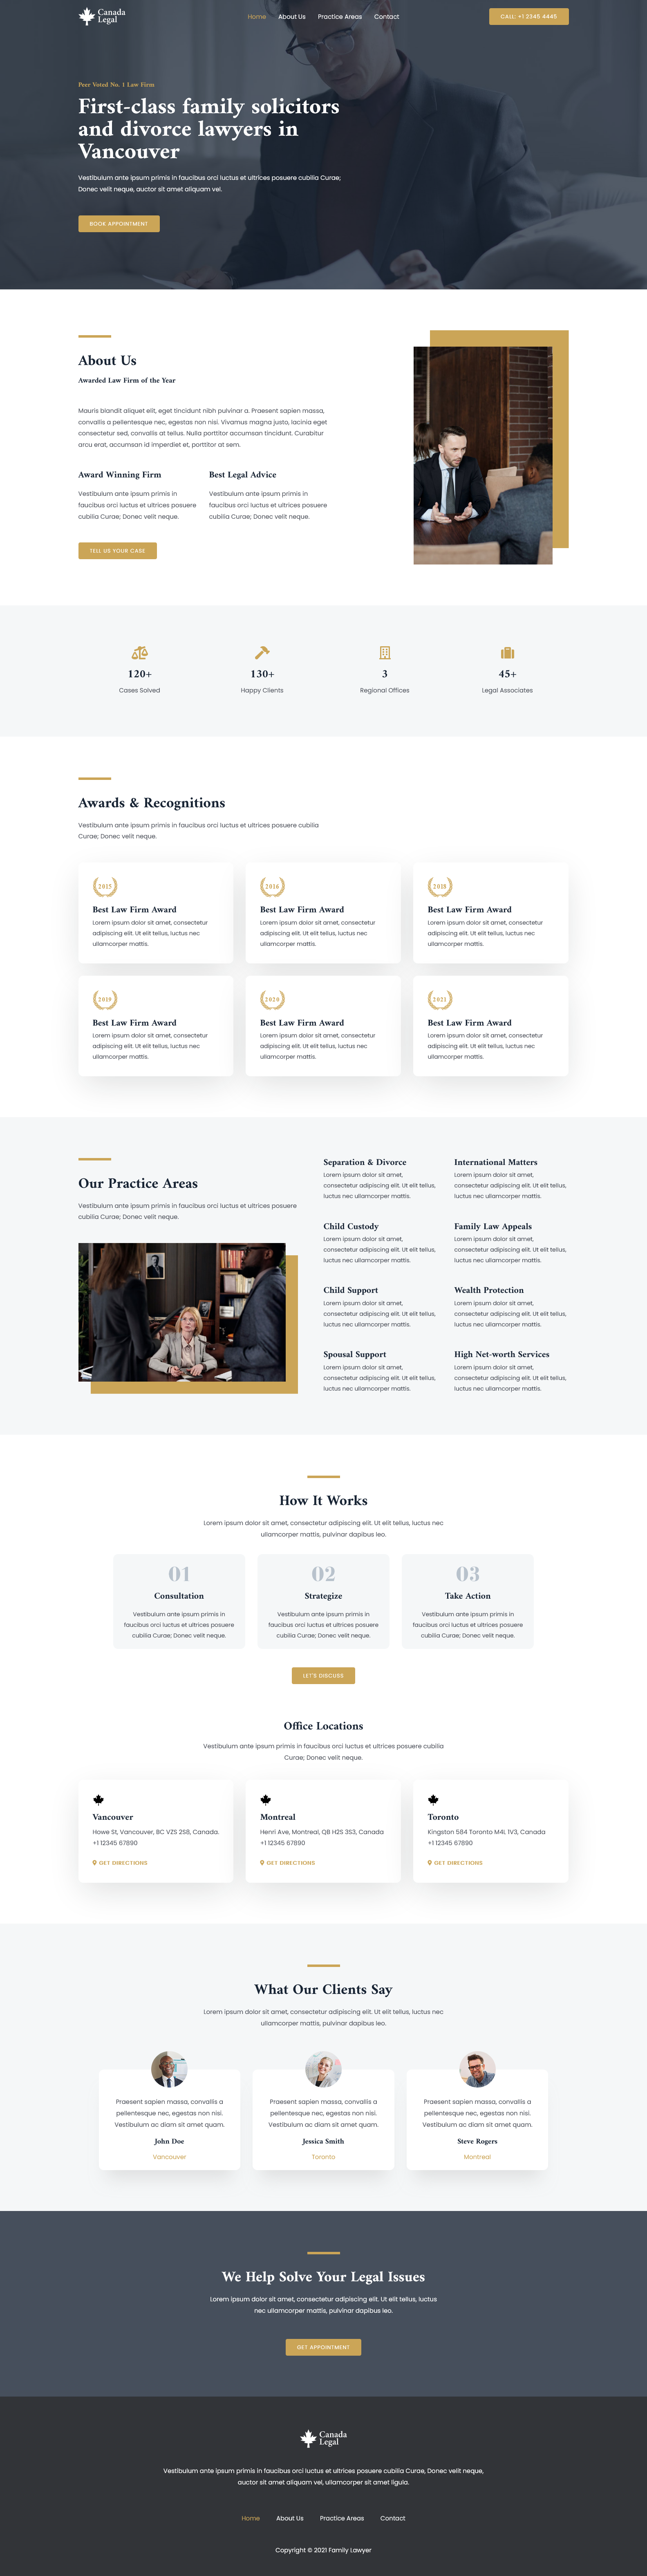 Canada
Legal
Home About Us Practice Areas Contact
CALL: +1 2345 4445
Peer Voted No. 1 Law Firm
First-class family solicitors
and divorce lawyers in
Vancouver
Vestibulum ante ipsum primis in faucibus orci luctus et ultrices posuere cubilia Curae;
Donec velit neque, auctor sit amet aliquam vel.
BOOK APPOINTMENT
About Us
Awarded Law Firm of the Year
Mauris blandit aliquet elit, eget tincidunt nibh pulvinar a. Praesent sapien massa,
convallis a pellentesque nec, egestas non nisi. Vivamus magna justo, lacinia eget
consectetur sed, convallis at tellus. Nulla porttitor accumsan tincidunt. Curabitur
arcu erat, accumsan id imperdiet et, porttitor at sem.
Award Winning Firm
Vestibulum ante ipsum primis in
faucibus orci luctus et ultrices posuere
cubilia Curae; Donec velit neque.
Best Legal Advice
Vestibulum ante ipsum primis in
faucibus orci luctus et ultrices posuere
cubilia Curae; Donec velit neque.
TELL US YOUR CASE
120+
Cases Solved
130+
Happy Clients
3
Regional Offices
45+
Legal Associates
Awards & Recognitions
Vestibulum ante ipsum primis in faucibus orci luctus et ultrices posuere cubilia
Curae; Donec velit neque.
2015
Best Law Firm Award
Lorem ipsum dolor sit amet, consectetur
adipiscing elit. Ut elit tellus, luctus nec
ullamcorper mattis.
2016
Best Law Firm Award
Lorem ipsum dolor sit amet, consectetur
adipiscing elit. Ut elit tellus, luctus nec
ullamcorper mattis.
2018
Best Law Firm Award
Lorem ipsum dolor sit amet, consectetur
adipiscing elit. Ut elit tellus, luctus nec
ullamcorper mattis.
2019
Best Law Firm Award
Lorem ipsum dolor sit amet, consectetur
adipiscing elit. Ut elit tellus, luctus nec
ullamcorper mattis.
2020
Best Law Firm Award
Lorem ipsum dolor sit amet, consectetur
adipiscing elit. Ut elit tellus, luctus nec
ullamcorper mattis.
2021
Best Law Firm Award
Lorem ipsum dolor sit amet, consectetur
adipiscing elit. Ut elit tellus, luctus nec
ullamcorper mattis.
Our Practice Areas
Vestibulum ante ipsum primis in faucibus orci luctus et ultrices posuere
cubilia Curae; Donec velit neque.
Separation & Divorce
Lorem ipsum dolor sit amet,
consectetur adipiscing elit. Ut elit tellus,
luctus nec ullamcorper mattis.
International Matters
Lorem ipsum dolor sit amet,
consectetur adipiscing elit. Ut elit tellus,
luctus nec ullamcorper mattis.
Child Custody
Lorem ipsum dolor sit amet,
consectetur adipiscing elit. Ut elit tellus,
luctus nec ullamcorper mattis.
Family Law Appeals
Lorem ipsum dolor sit amet,
consectetur adipiscing elit. Ut elit tellus,
luctus nec ullamcorper mattis.
Child Support
Lorem ipsum dolor sit amet,
consectetur adipiscing elit. Ut elit tellus,
luctus nec ullamcorper mattis.
Wealth Protection
Lorem ipsum dolor sit amet,
consectetur adipiscing elit. Ut elit tellus,
luctus nec ullamcorper mattis.
Spousal Support
Lorem ipsum dolor sit amet,
consectetur adipiscing elit. Ut elit tellus,
luctus nec ullamcorper mattis.
High Net-worth Services
Lorem ipsum dolor sit amet,
consectetur adipiscing elit. Ut elit tellus,
luctus nec ullamcorper mattis.
How It Works
Lorem ipsum dolor sit amet, consectetur adipiscing elit. Ut elit tellus, luctus nec
ullamcorper mattis, pulvinar dapibus leo.
01
Consultation
Vestibulum ante ipsum primis in
faucibus orci luctus et ultrices posuere
cubilia Curae; Donec velit neque.
02
Strategize
Vestibulum ante ipsum primis in
faucibus orci luctus et ultrices posuere
cubilia Curae; Donec velit neque.
03
Take Action
Vestibulum ante ipsum primis in
faucibus orci luctus et ultrices posuere
cubilia Curae; Donec velit neque.
LET'S DISCUSS
Office Locations
Vestibulum ante ipsum primis in faucibus orci luctus et ultrices posuere cubilia
Curae; Donec velit neque.
Vancouver
Howe St, Vancouver, BC VZS 2S8, Canada.
+1 12345 67890
GET DIRECTIONS
Montreal
Henri Ave, Montreal, QB H2S 3S3, Canada
+1 12345 67890
GET DIRECTIONS
Toronto
Kingston 584 Toronto M4L 1V3, Canada
+1 12345 67890
GET DIRECTIONS
What Our Clients Say
Lorem ipsum dolor sit amet, consectetur adipiscing elit. Ut elit tellus, luctus nec
ullamcorper mattis, pulvinar dapibus leo.
Praesent sapien massa, convallis a
pellentesque nec, egestas non nisi.
Vestibulum ac diam sit amet quam.
John Doe
Vancouver
Praesent sapien massa, convallis a
pellentesque nec, egestas non nisi.
Vestibulum ac diam sit amet quam.
Jessica Smith
Toronto
Praesent sapien massa, convallis a
pellentesque nec, egestas non nisi.
Vestibulum ac diam sit amet quam.
Steve Rogers
Montreal
We Help Solve Your Legal Issues
Lorem ipsum dolor sit amet, consectetur adipiscing elit. Ut elit tellus, luctus
nec ullamcorper mattis, pulvinar dapibus leo.
GET APPOINTMENT
Canada
Legal
Vestibulum ante ipsum primis in faucibus orci luctus et ultrices posuere cubilia Curae, Donec velit neque,
auctor sit amet aliquam vel, ullamcorper sit amet ligula.
Home About Us Practice Areas Contact
Copyright © 2021 Family Lawyer